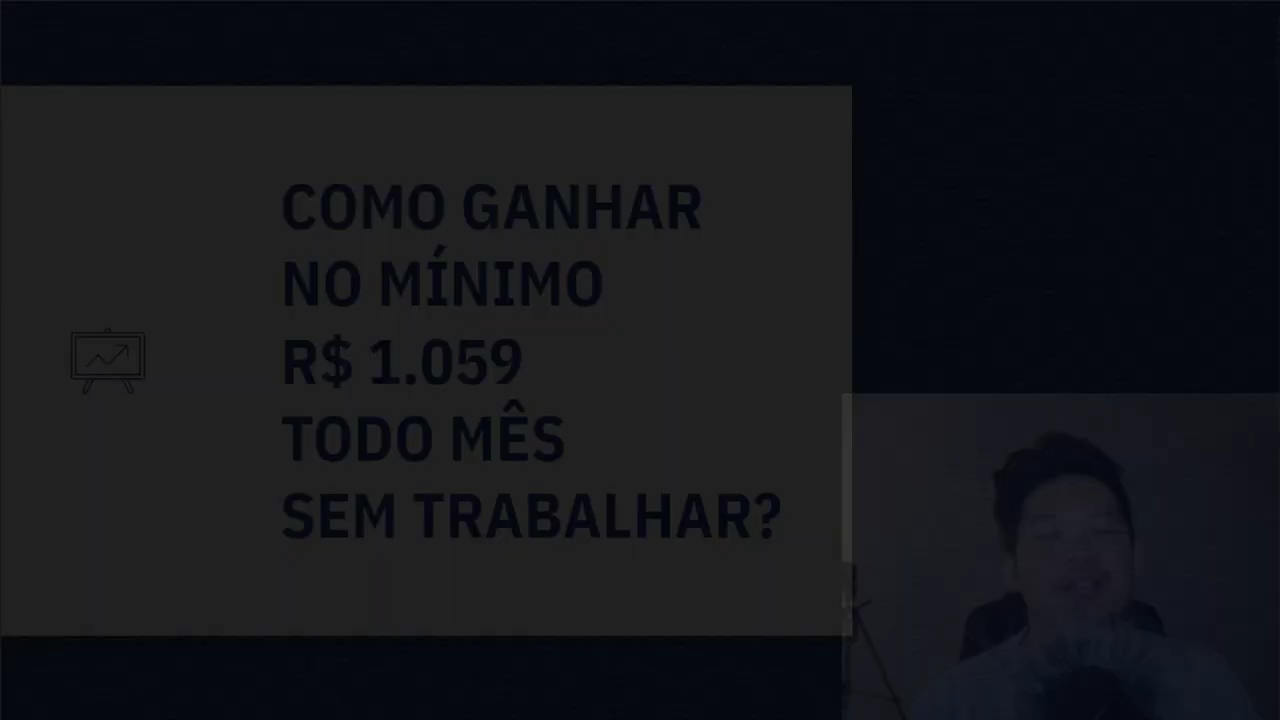 COMO GANHAR
NO MÍNIMO
R$ 1.059
TODO MÊS
SEM TRABALHAR?